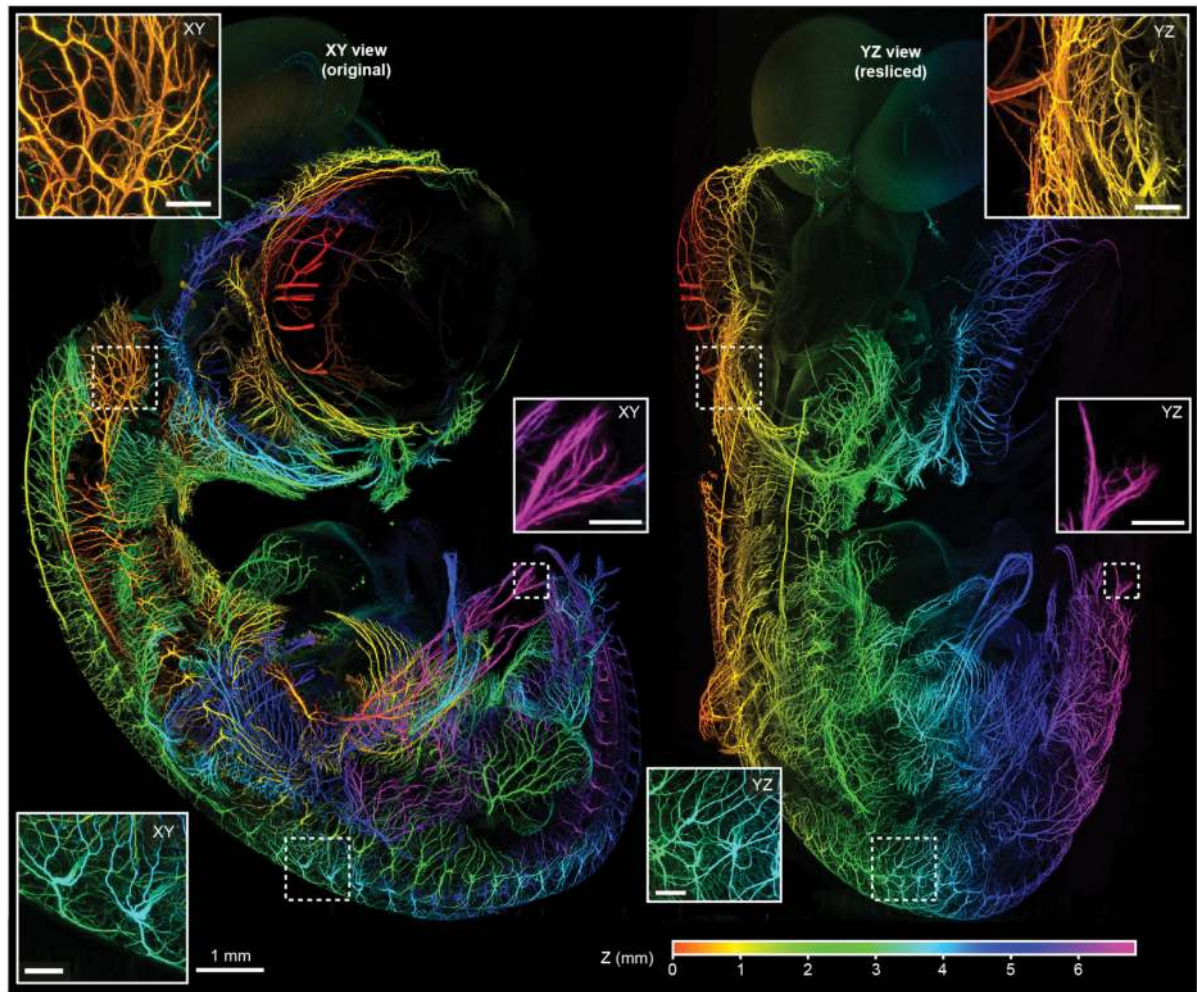 XY
XY view
(original)
YZ view
(resliced)
YZ
XY
YZ
YZ
XY
1 mm
Z (mm)
0 1 2 3 4 5 6